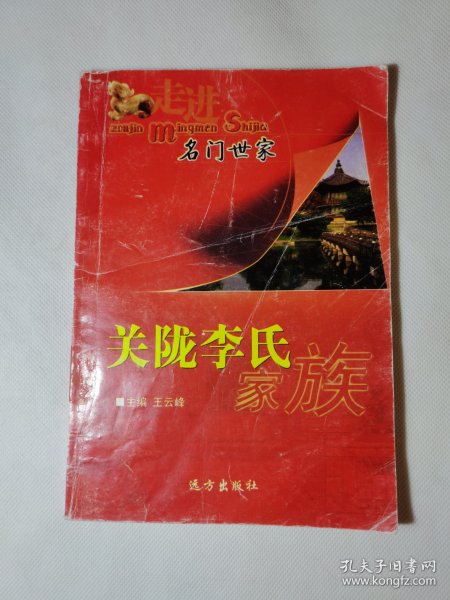 走进
zoujin mingmen Shijia
名门世家
关陇李氏
家族
■主编 王云峰
远方出版社
孔夫子旧书网
www.kongfz.com